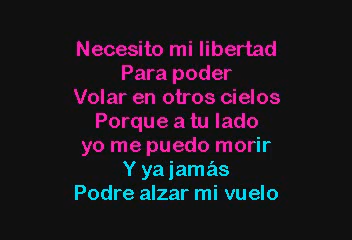 Necesito mi libertad
Para poder
Volar en otros cielos
Porque a tu lado
yo me puedo morir
Y ya jamás
Podre alzar mi vuelo